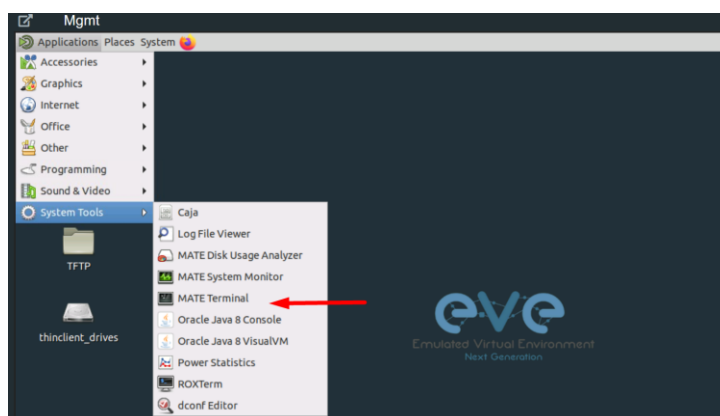 Mgmt
Applications Places System
Accessories
Graphics
Internet
Office
Other
Programming
Sound & Video
System Tools
Caja
Log File Viewer
MATE Disk Usage Analyzer
MATE System Monitor
MATE Terminal
Oracle Java 8 Console
Oracle Java 8 VisualVM
Power Statistics
ROXTerm
dconf Editor
TFTP
thinclient_drives
eve
Emulated Virtual Environment
Next Generation